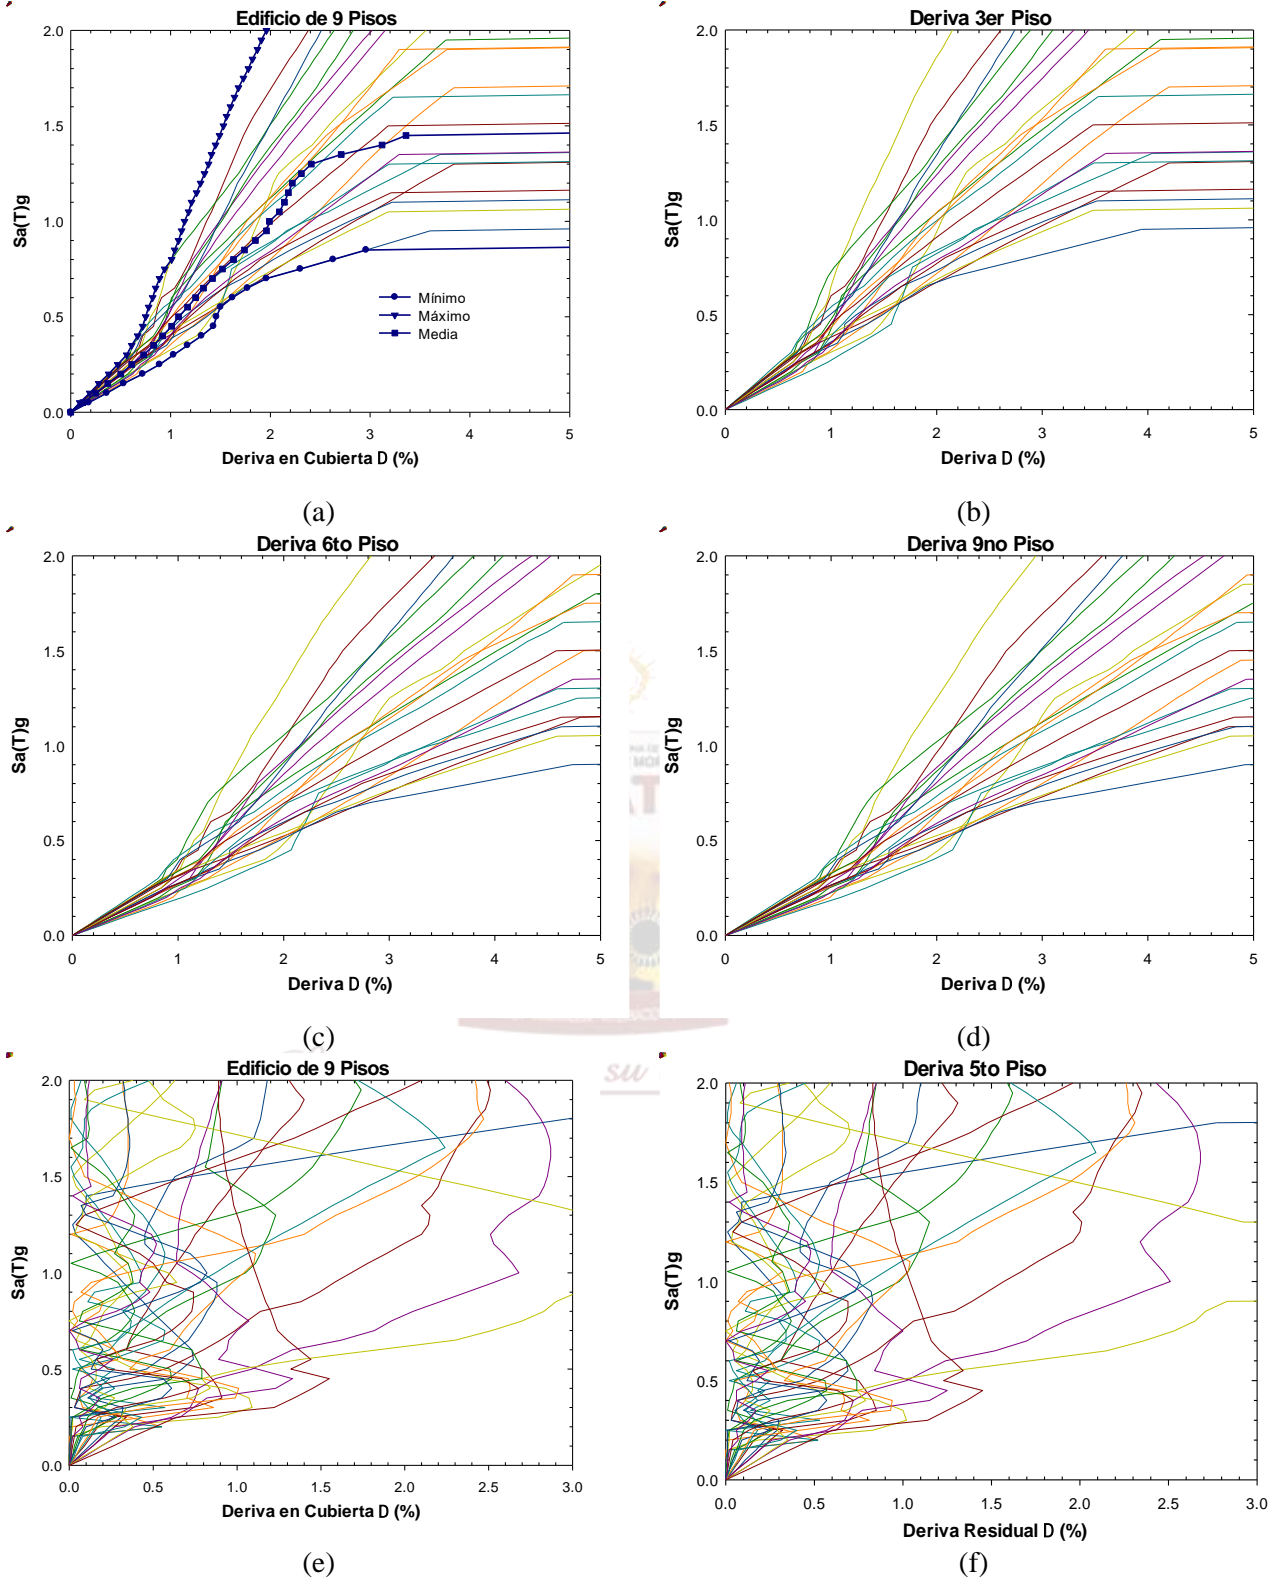 Edificio de 9 Pisos
2.0
1.5
1.0
0.5
0.0
Sa(T)g
0 1 2 3 4 5
Deriva en Cubierta D (%)
Mínimo
Máximo
Media
(a)
Deriva 3er Piso
2.0
1.5
1.0
0.5
0.0
Sa(T)g
0 1 2 3 4 5
Deriva D (%)
(b)
Deriva 6to Piso
2.0
1.5
1.0
0.5
0.0
Sa(T)g
0 1 2 3 4 5
Deriva D (%)
(c)
Deriva 9no Piso
2.0
1.5
1.0
0.5
0.0
Sa(T)g
0 1 2 3 4 5
Deriva D (%)
(d)
su
Edificio de 9 Pisos
2.0
1.5
1.0
0.5
0.0
Sa(T)g
0.0 0.5 1.0 1.5 2.0 2.5 3.0
Deriva en Cubierta D (%)
(e)
Deriva 5to Piso
2.0
1.5
1.0
0.5
0.0
Sa(T)g
0.0 0.5 1.0 1.5 2.0 2.5 3.0
Deriva Residual D (%)
(f)